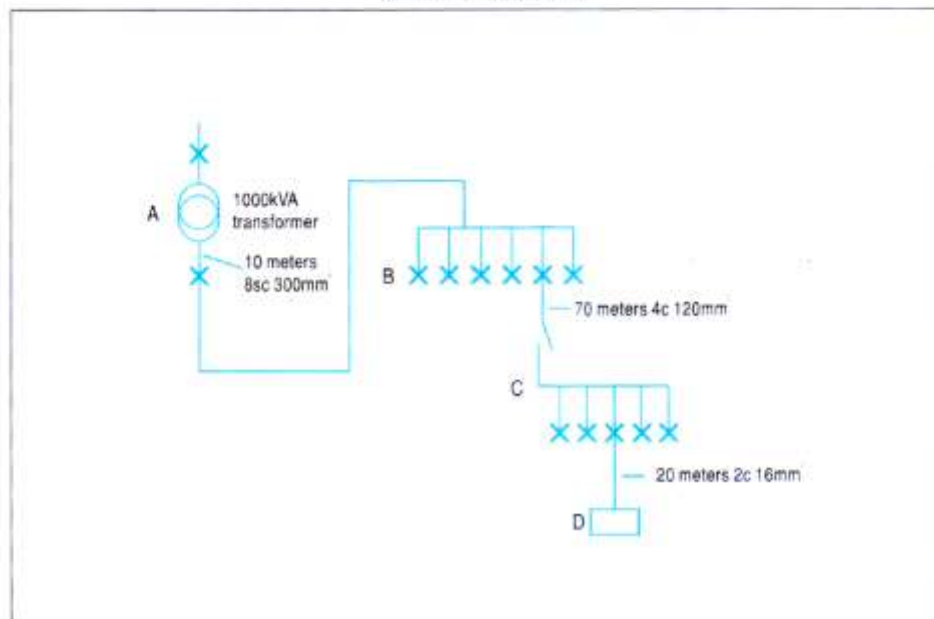 A
1000kVA
transformer
10 meters
8sc 300mm
B
70 meters 4c 120mm
C
20 meters 2c 16mm
D